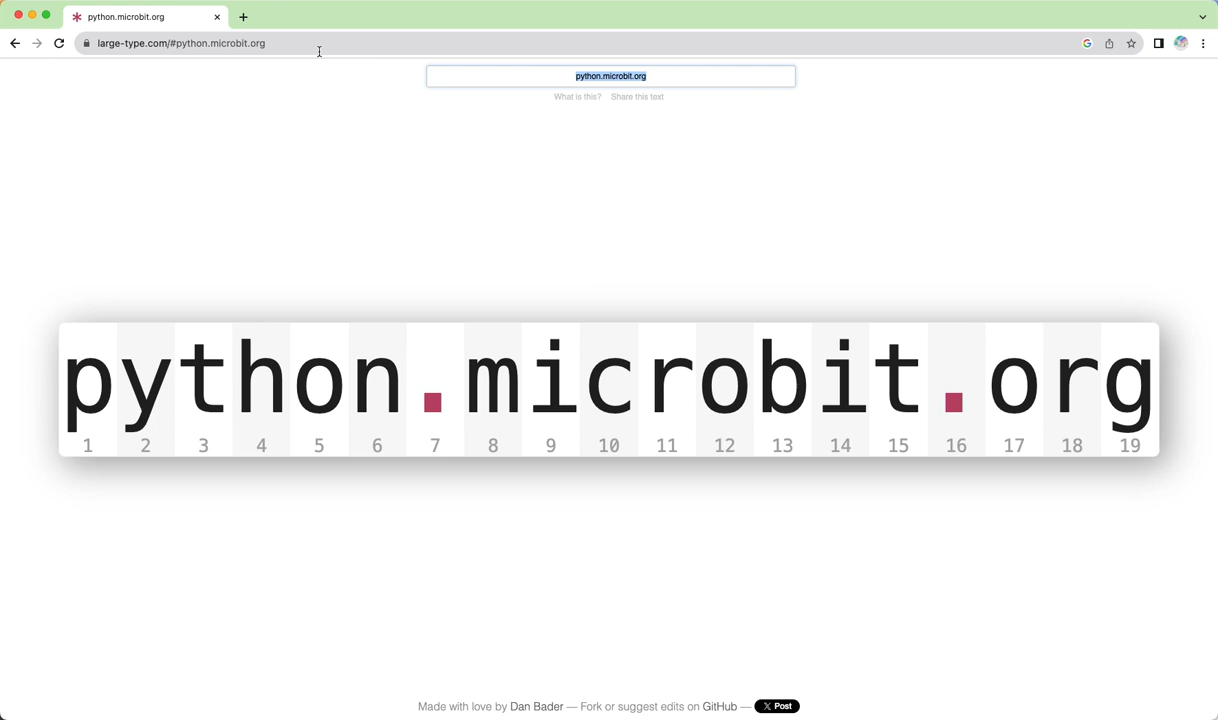 python.microbit.org
large-type.com/#python.microbit.org
python.microbit.org
What is this? Share this text
python.microbit.org
1 2 3 4 5 6 7 8 9 10 11 12 13 14 15 16 17 18 19
Made with love by Dan Bader — Fork or suggest edits on GitHub — X Post